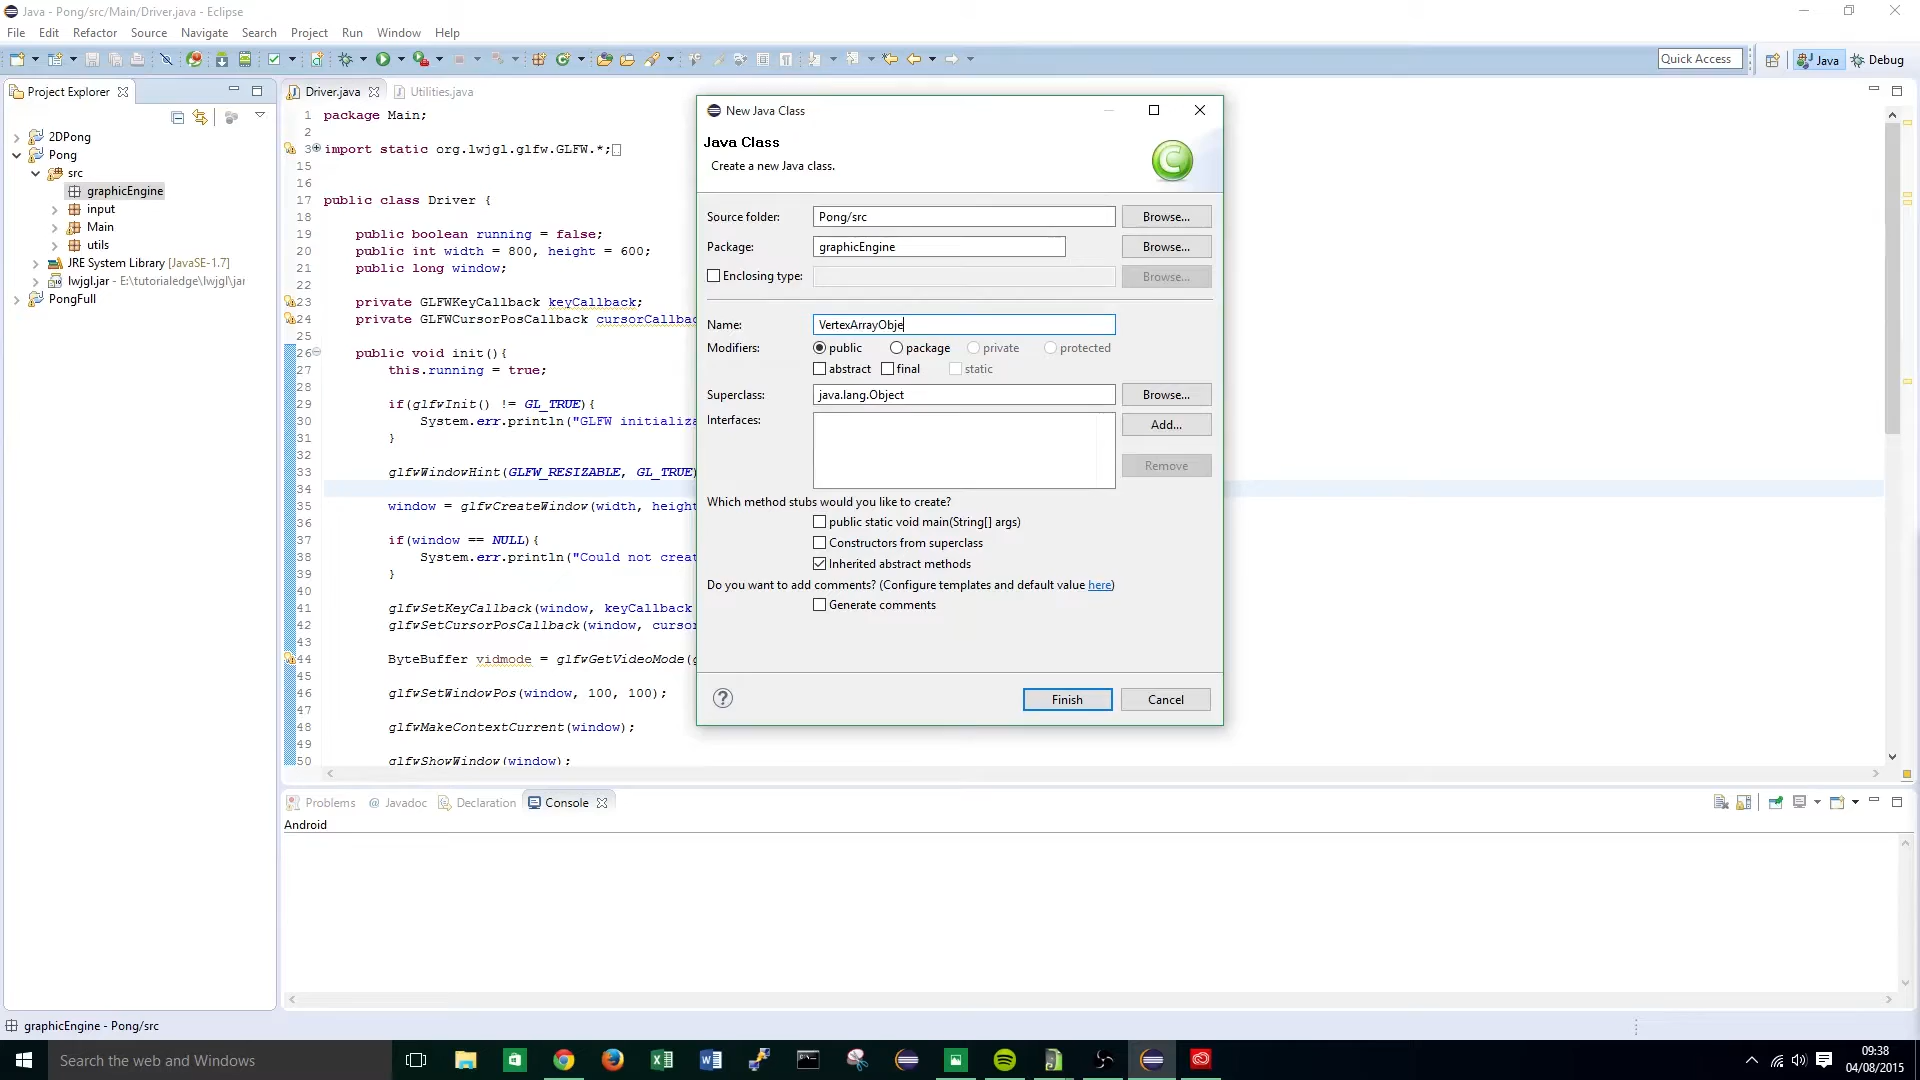 Java - Pong/src/Main/Driver.java - Eclipse
File Edit Refactor Source Navigate Search Project Run Window Help
Quick Access
Java
Debug
Project Explorer
2DPong
Pong
src
graphicEngine
input
Main
utils
JRE System Library [JavaSE-1.7]
lwjgl.jar - E:\tutorialedge\lwjgl\jar
PongFull
Driver.java
Utilities.java
1 package Main;
2
3 import static org.lwjgl.glfw.GLFW.*;
15
16
17 public class Driver {
18
19 public boolean running = false;
20 public int width = 800, height = 600;
21 public long window;
22
23 private GLFWKeyCallback keyCallback;
24 private GLFWCursorPosCallback cursorCallbac
25
26 public void init(){
27 this.running = true;
28
29 if(glfwInit() != GL_TRUE){
30 System.err.println("GLFW initializa
31 }
32
33 glfwWindowHint(GLFW_RESIZABLE, GL_TRUE)
34
35 window = glfwCreateWindow(width, height
36
37 if(window == NULL){
38 System.err.println("Could not creat
39 }
40
41 glfwSetKeyCallback(window, keyCallback
42 glfwSetCursorPosCallback(window, curso
43
44 ByteBuffer vidmode = glfwGetVideoMode(
45
46 glfwSetWindowPos(window, 100, 100);
47
48 glfwMakeContextCurrent(window);
49
50 glfwShowWindow(window);
New Java Class
Java Class
Create a new Java class.
Source folder: Pong/src Browse...
Package: graphicEngine Browse...
Enclosing type: Browse...
Name: VertexArrayObje
Modifiers: public package private protected
abstract final static
Superclass: java.lang.Object Browse...
Interfaces: Add...
Remove
Which method stubs would you like to create?
public static void main(String[] args)
Constructors from superclass
Inherited abstract methods
Do you want to add comments? (Configure templates and default value here)
Generate comments
Finish Cancel
Problems @ Javadoc Declaration Console
Android
graphicEngine - Pong/src
Search the web and Windows
09:38
04/08/2015